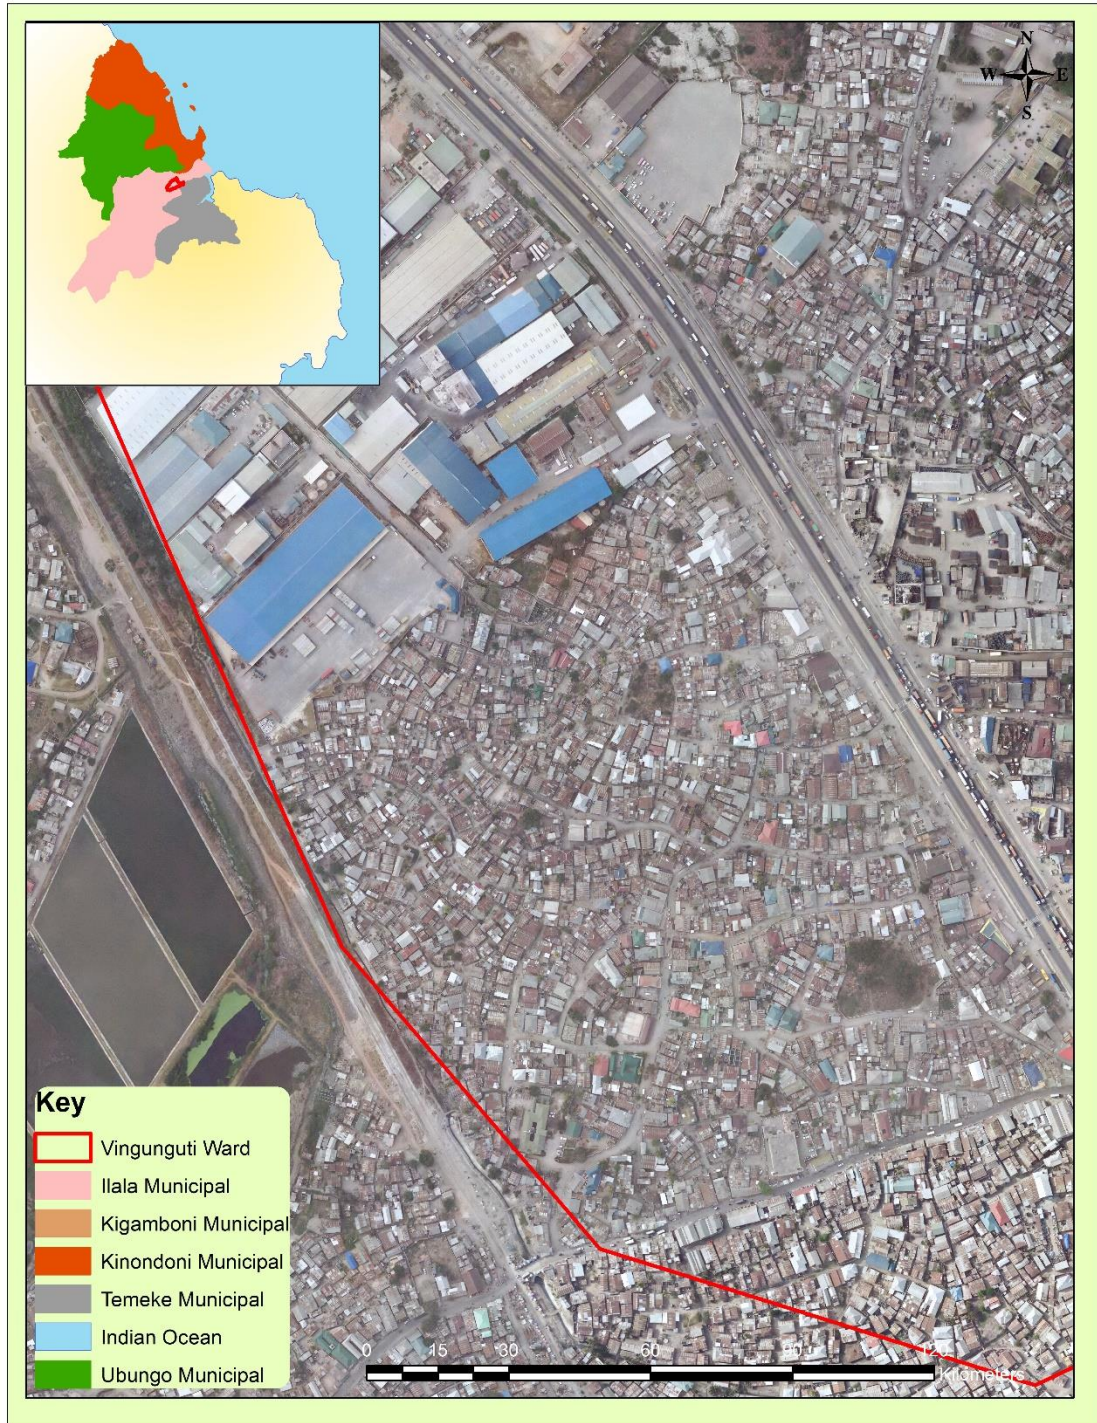 N
W E
S
Key
Vingunguti Ward
Ilala Municipal
Kigamboni Municipal
Kinondoni Municipal
Temeke Municipal
Indian Ocean
Ubungo Municipal
0 15 30 60 90 120
Kilometers